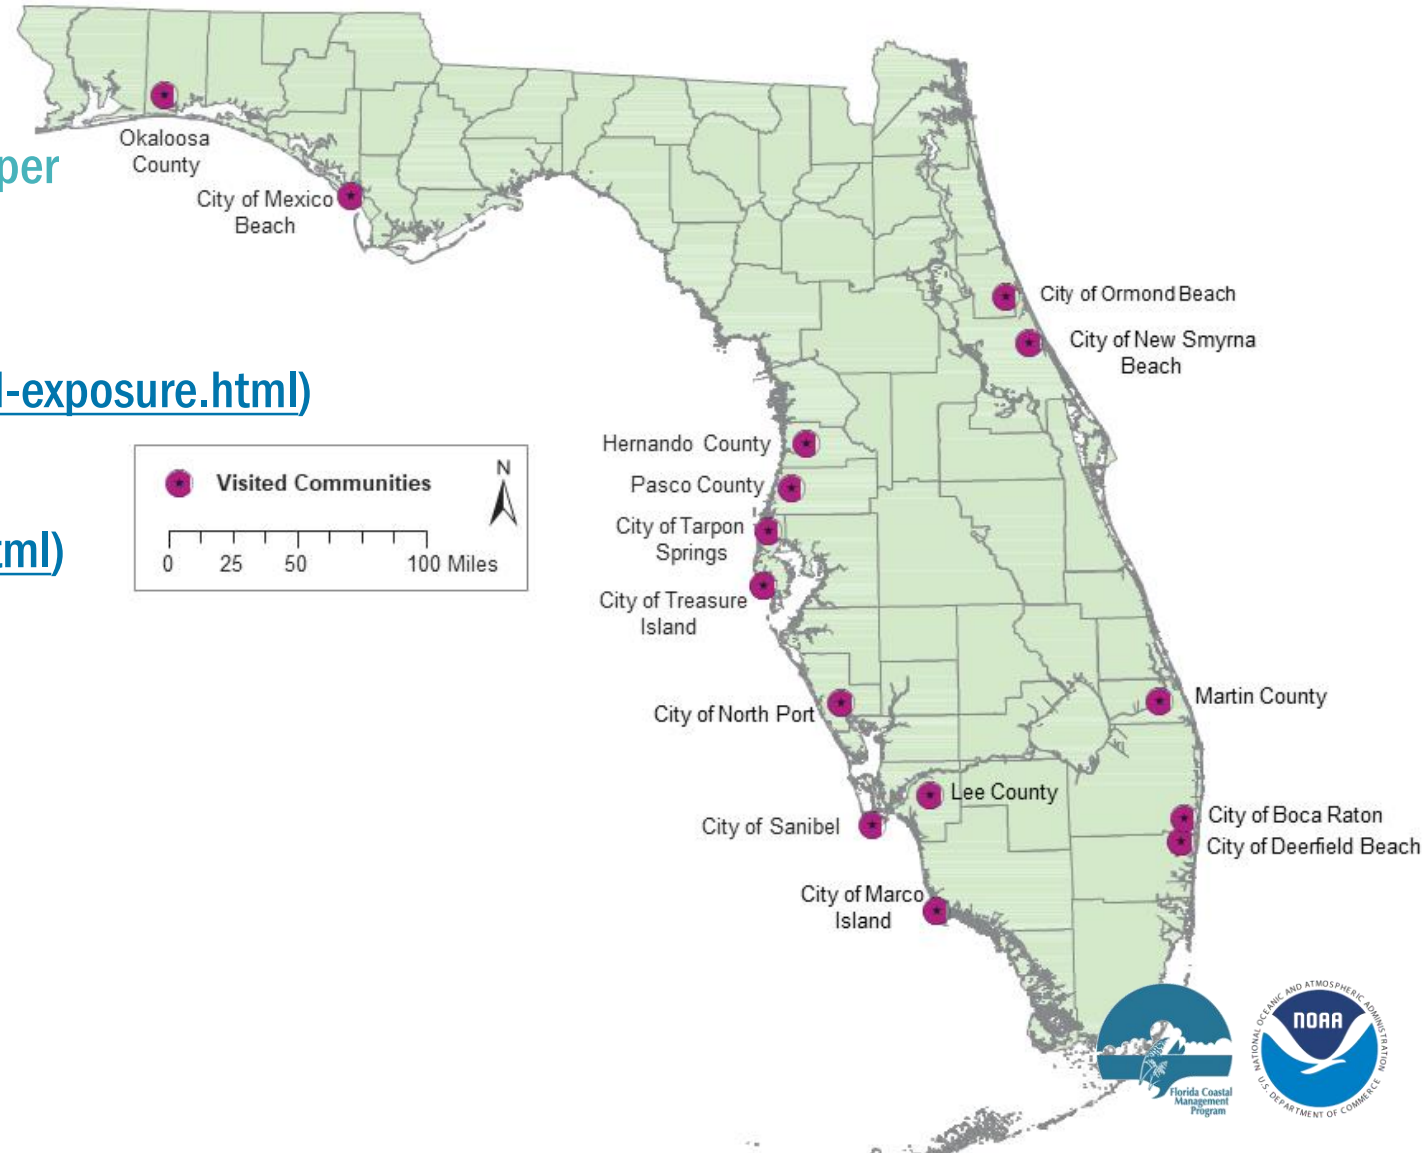 per
l-exposure.html)
tml)
Okaloosa
County
City of Mexico
Beach
City of Ormond Beach
City of New Smyrna
Beach
Hernando County
Pasco County
City of Tarpon
Springs
City of Treasure
Island
City of North Port
Martin County
Lee County
City of Sanibel
City of Boca Raton
City of Deerfield Beach
City of Marco
Island
Visited Communities
N
0 25 50 100 Miles
Florida Coastal
Management
Program
NATIONAL OCEANIC AND ATMOSPHERIC ADMINISTRATION
NOAA
U.S. DEPARTMENT OF COMMERCE